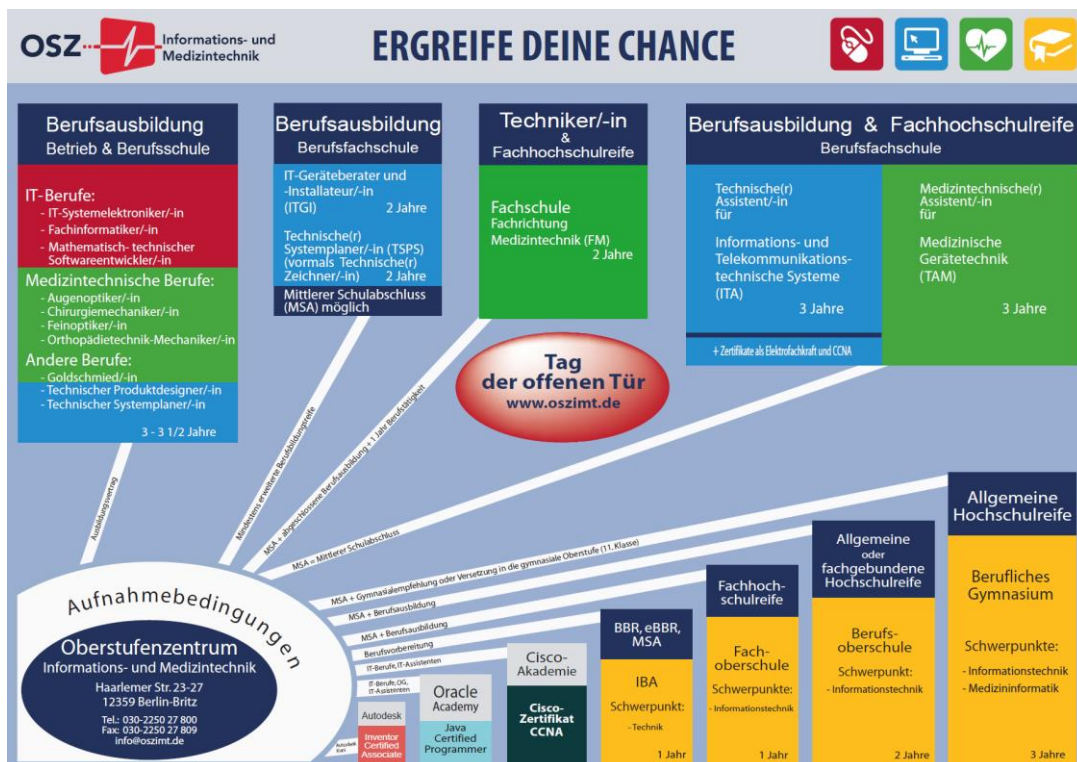 OSZ
Informations- und
Medizintechnik
ERGREIFE DEINE CHANCE
Berufsausbildung
Betrieb & Berufsschule
IT-Berufe:
- IT-Systemelektroniker/-in
- Fachinformatiker/-in
- Mathematisch- technischer
Softwareentwickler/-in
Medizintechnische Berufe:
- Augenoptiker/-in
- Chirurgiemechaniker/-in
- Feinoptiker/-in
- Orthopädietechnik-Mechaniker/-in
Andere Berufe:
- Goldschmied/-in
- Technischer Produktdesigner/-in
- Technischer Systemplaner/-in
3 - 3 1/2 Jahre
Berufsausbildung
Berufsfachschule
IT-Geräteberater und
-Installateur/-in
(ITGI) 2 Jahre
Technische(r)
Systemplaner/-in (TSPS)
(vormals Technische(r)
Zeichner/-in) 2 Jahre
Mittlerer Schulabschluss
(MSA) möglich
Techniker/-in
&
Fachhochschulreife
Fachschule
Fachrichtung
Medizintechnik (FM)
2 Jahre
Berufsausbildung & Fachhochschulreife
Berufsfachschule
Technische(r)
Assistent/-in
für
Informations- und
Telekommunikations-
technische Systeme
(ITA)
3 Jahre
+ Zertifikate als Elektrofachkraft und CCNA
Medizintechnische(r)
Assistent/-in
für
Medizinische
Gerätetechnik
(TAM)
3 Jahre
Tag
der offenen Tür
www.oszimt.de
Ausbildungsvertrag
Mindestens erweiterte Berufsbildungsreife
MSA + abgeschlossene Berufsausbildung + 1 Jahr Berufstätigkeit
MSA = Mittlerer Schulabschluss
MSA + Gymnasialempfehlung oder Versetzung in die gymnasiale Oberstufe (11. Klasse)
MSA + Berufsausbildung
MSA + Berufsausbildung
Berufsvorbereitung
IT-Berufe, IT-Assistenten
IT-Berufe, OG,
IT-Assistenten
Autodesk
Aufnahmebedingungen
Oberstufenzentrum
Informations- und Medizintechnik
Haarlemer Str. 23-27
12359 Berlin-Britz
Tel.: 030-2250 27 800
Fax: 030-2250 27 809
info@oszimt.de
Autodesk
Inventor
Certified
Associate
Oracle
Academy
Java
Certified
Programmer
Cisco-
Akademie
Cisco-
Zertifikat
CCNA
BBR, eBBR,
MSA
IBA
Schwerpunkt:
- Technik
1 Jahr
Fachhoch-
schulreife
Fach-
oberschule
Schwerpunkte:
- Informationstechnik
1 Jahr
Allgemeine
oder
fachgebundene
Hochschulreife
Berufs-
oberschule
Schwerpunkt:
- Informationstechnik
2 Jahre
Allgemeine
Hochschulreife
Berufliches
Gymnasium
Schwerpunkte:
- Informationstechnik
- Medizininformatik
3 Jahre